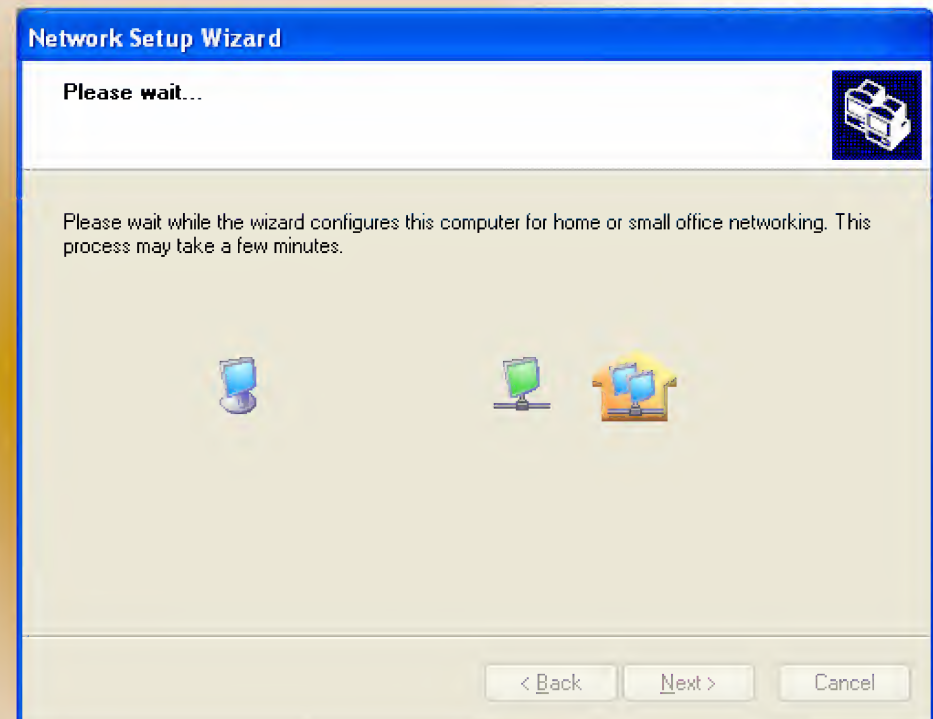 Network Setup Wizard
Please wait...
Please wait while the wizard configures this computer for home or small office networking. This
process may take a few minutes.
< Back
Next >
Cancel